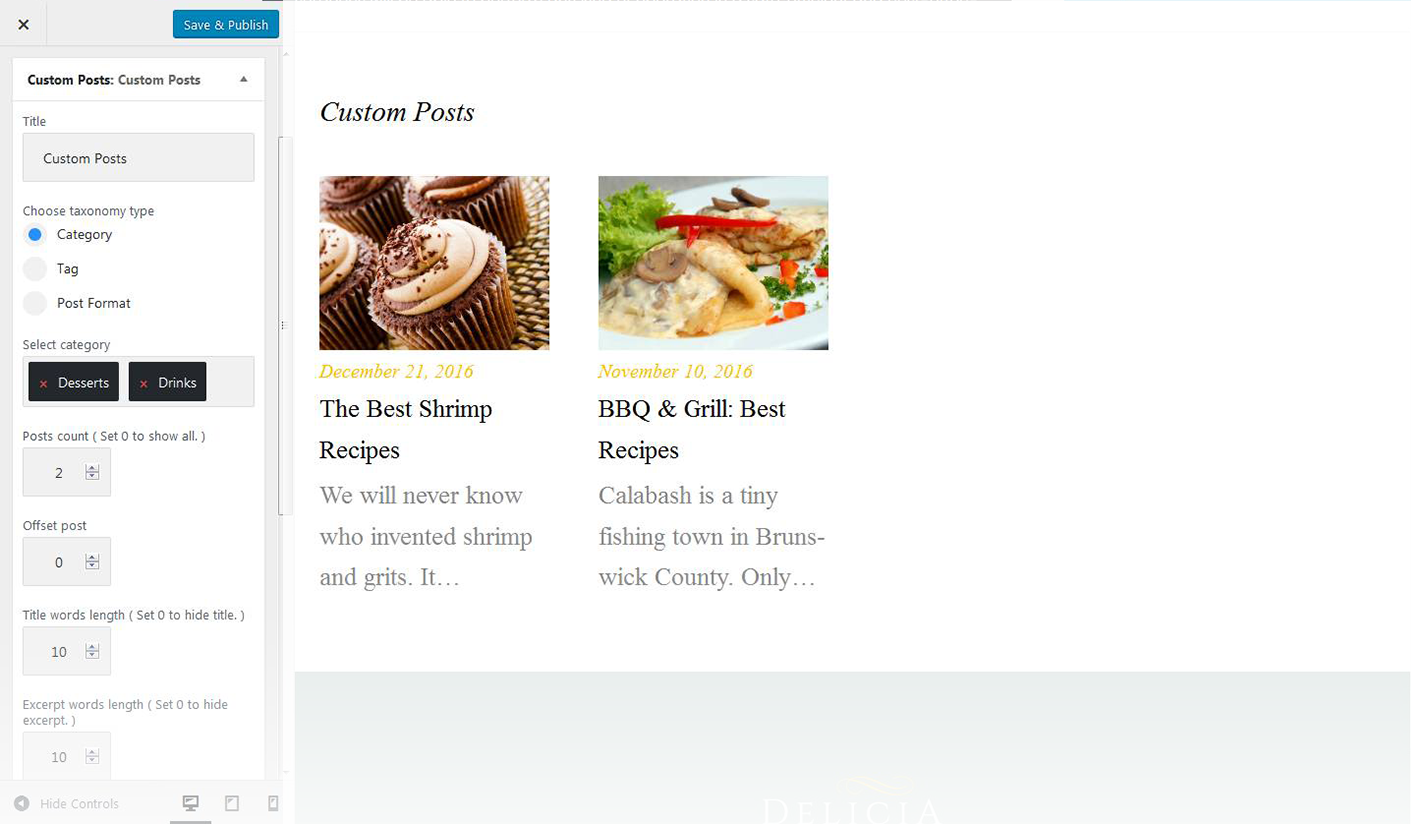 Save & Publish
Custom Posts: Custom Posts
Title
Custom Posts
Choose taxonomy type
Category
Tag
Post Format
Select category
× Desserts × Drinks
Posts count ( Set 0 to show all. )
2
Offset post
0
Title words length ( Set 0 to hide title. )
10
Excerpt words length ( Set 0 to hide
excerpt. )
10
Hide Controls
Custom Posts
December 21, 2016
The Best Shrimp
Recipes
We will never know
who invented shrimp
and grits. It…
November 10, 2016
BBQ & Grill: Best
Recipes
Calabash is a tiny
fishing town in Bruns-
wick County. Only…
DELICIA